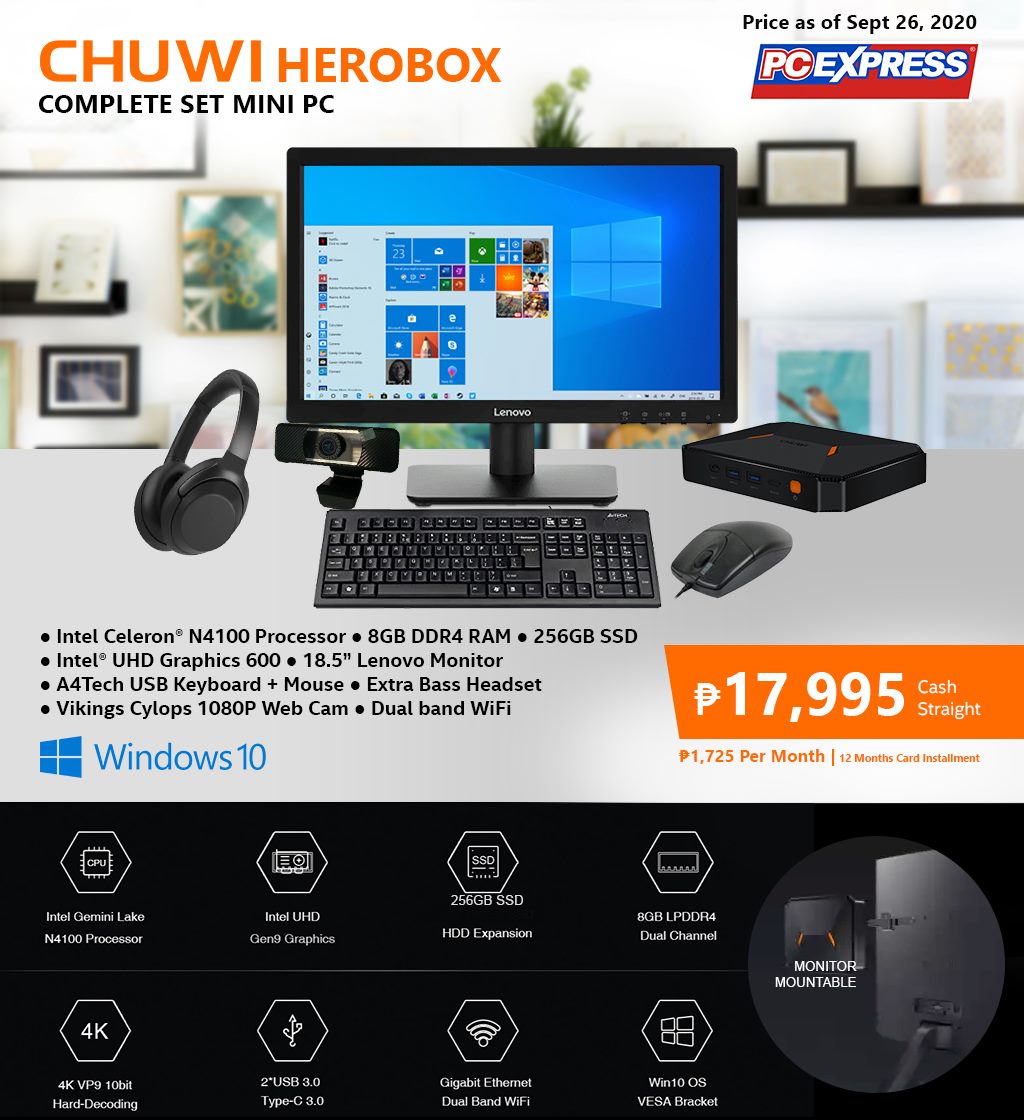 Price as of Sept 26, 2020
PCEXPRESS
CHUWI HEROBOX
COMPLETE SET MINI PC
Lenovo
A4TECH
CHUWI
● Intel Celeron® N4100 Processor ● 8GB DDR4 RAM ● 256GB SSD
● Intel® UHD Graphics 600 ● 18.5” Lenovo Monitor
● A4Tech USB Keyboard + Mouse ● Extra Bass Headset
● Vikings Cylops 1080P Web Cam ● Dual band WiFi
₱17,995 Cash Straight
₱1,725 Per Month | 12 Months Card Installment
Windows 10
CPU
Intel Gemini Lake
N4100 Processor
Intel UHD
Gen9 Graphics
SSD
256GB SSD
HDD Expansion
8GB LPDDR4
Dual Channel
MONITOR
MOUNTABLE
4K
4K VP9 10bit
Hard-Decoding
2*USB 3.0
Type-C 3.0
Gigabit Ethernet
Dual Band WiFi
Win10 OS
VESA Bracket